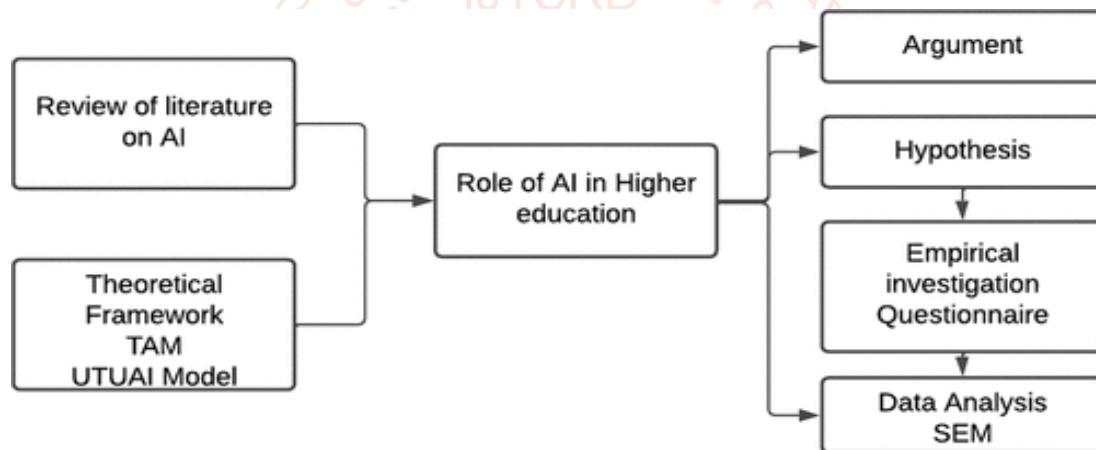 Review of literature
on AI
Theoretical
Framework
TAM
UTUAI Model
Role of AI in Higher
education
Argument
Hypothesis
Empirical
investigation
Questionnaire
Data Analysis
SEM